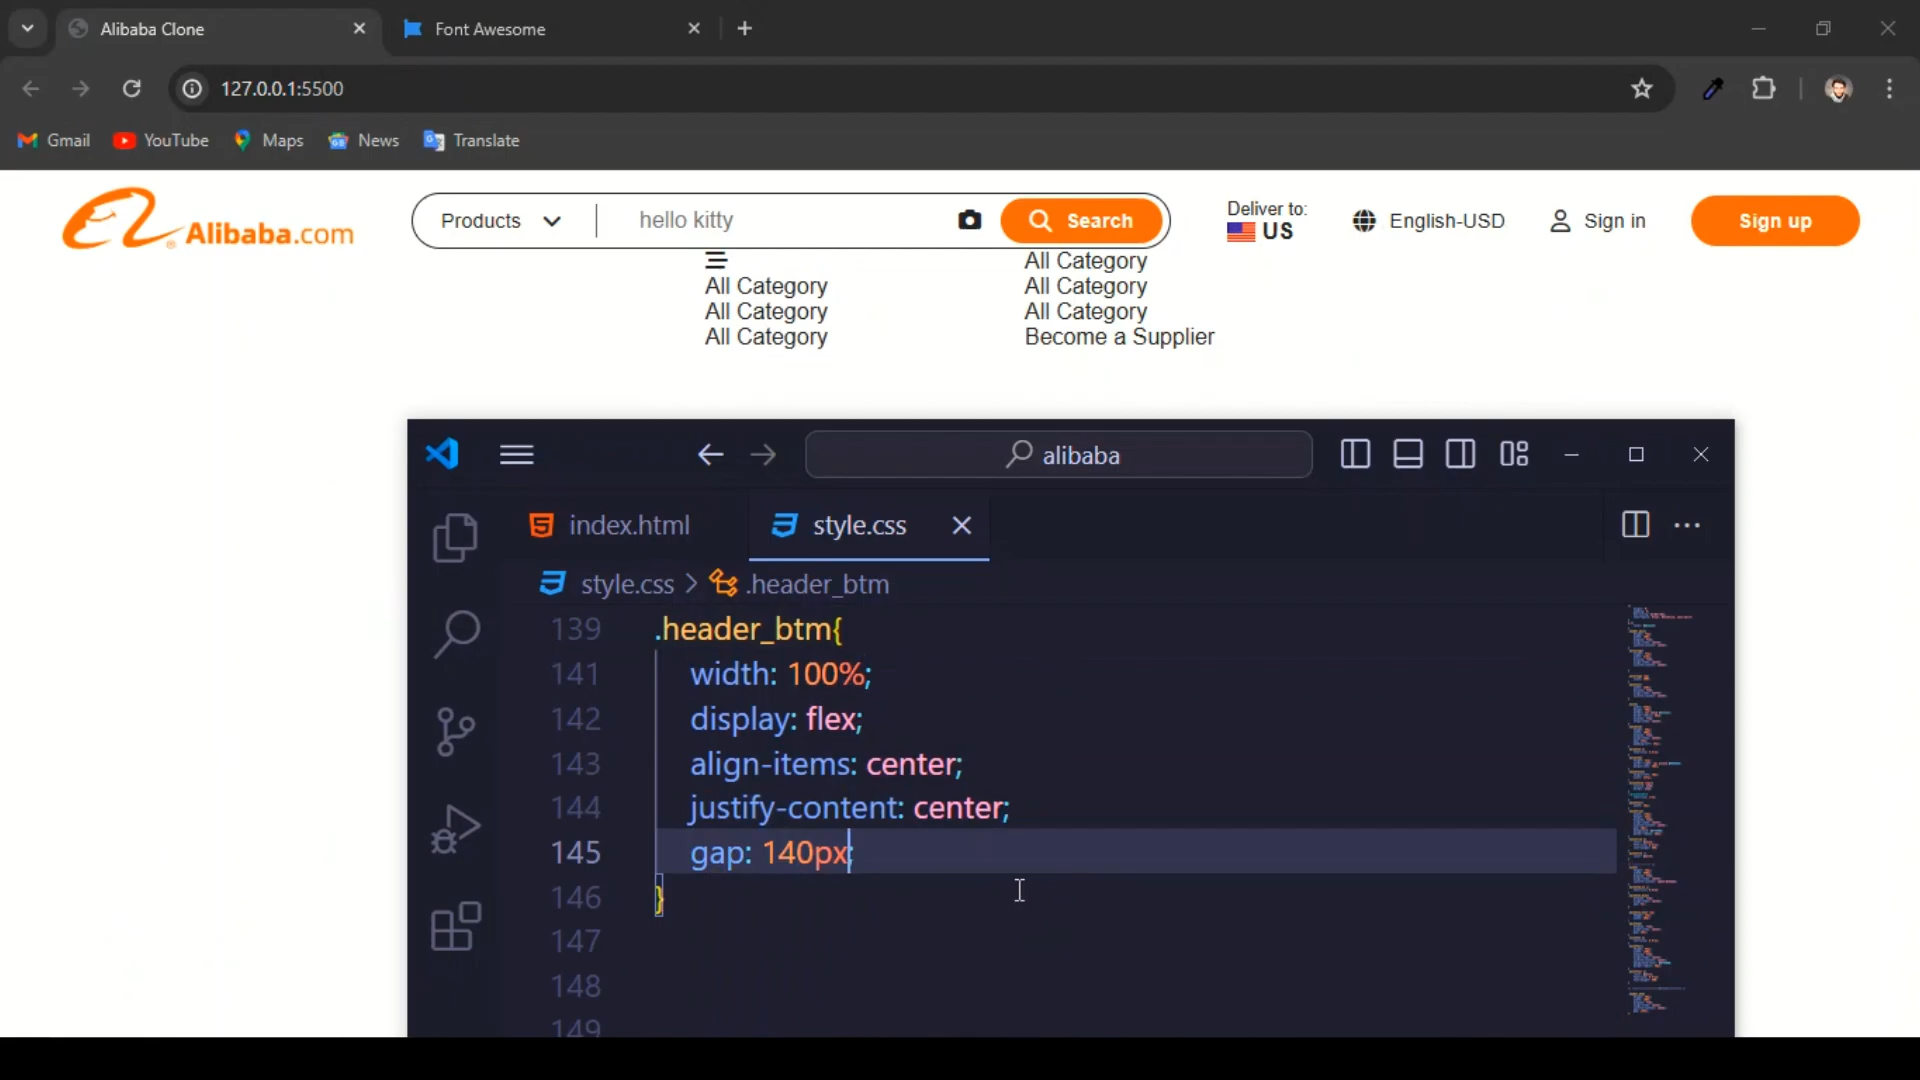 Alibaba Clone
Font Awesome
127.0.0.1:5500
Gmail
YouTube
Maps
News
Translate
Alibaba.com
Products
hello kitty
Search
Deliver to:
US
English-USD
Sign in
Sign up
All Category
All Category
All Category
All Category
All Category
All Category
Become a Supplier
alibaba
index.html
style.css
style.css > .header_btm
139 .header_btm{
141 width: 100%;
142 display: flex;
143 align-items: center;
144 justify-content: center;
145 gap: 140px;
146 }
147
148
149